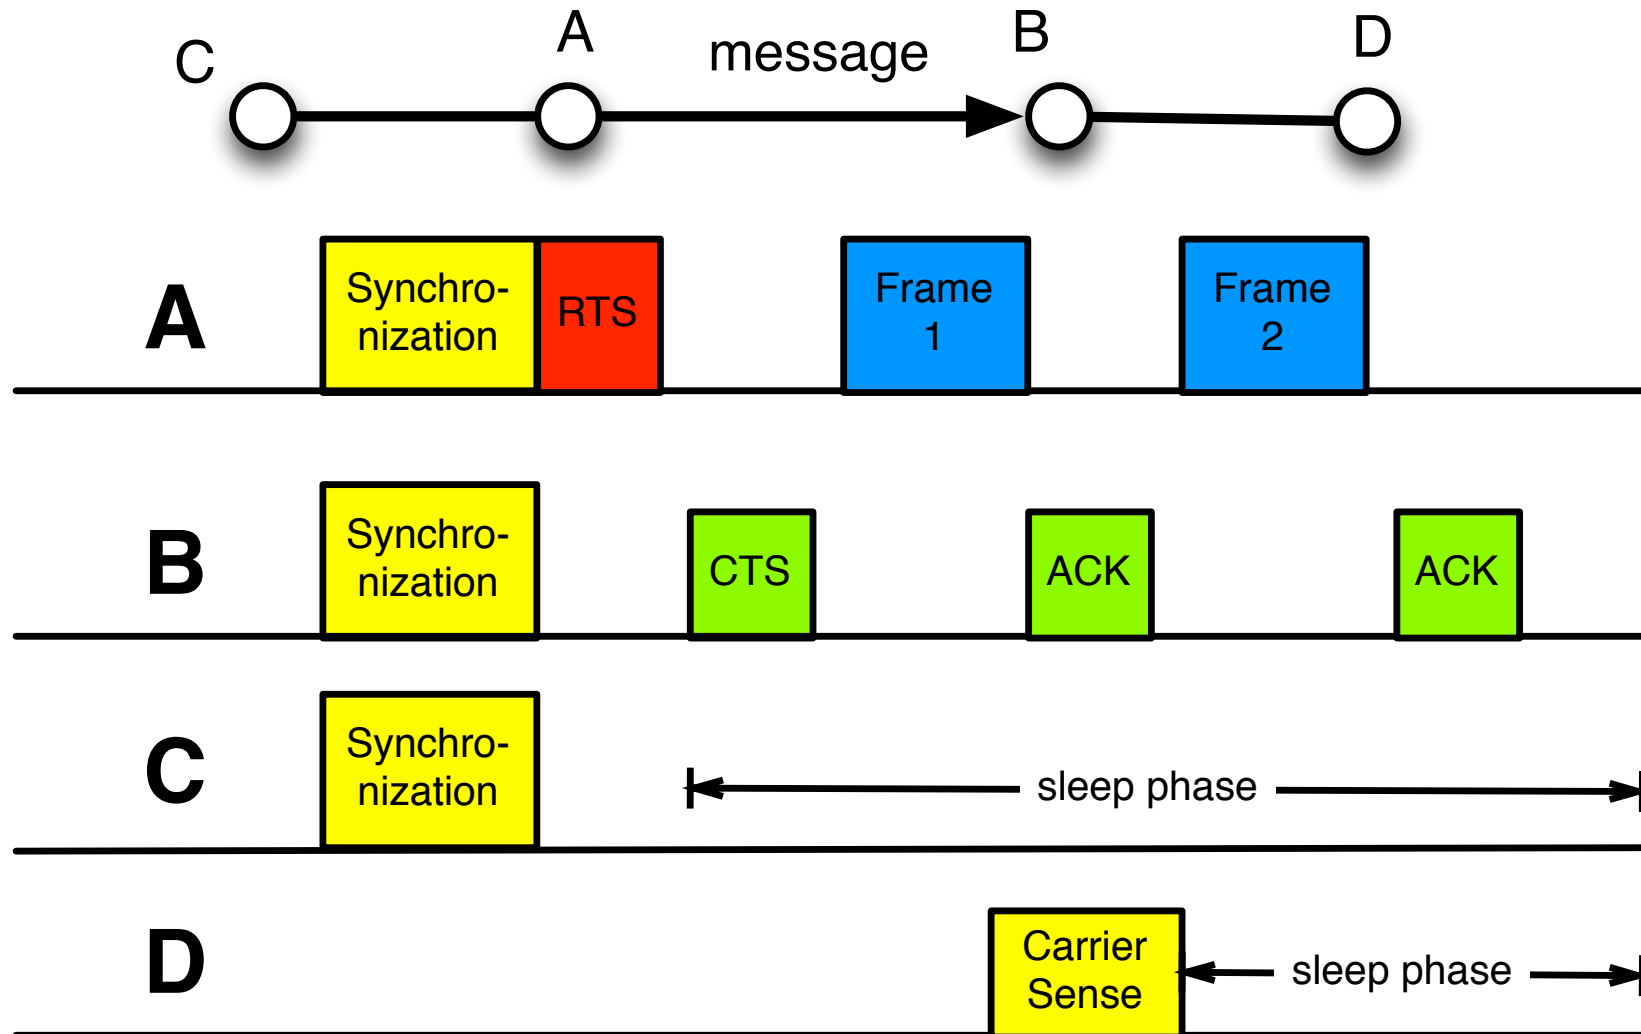 C
A
message
B
D
A
Synchro-
nization
RTS
Frame
1
Frame
2
B
Synchro-
nization
CTS
ACK
ACK
C
Synchro-
nization
sleep phase
D
Carrier
Sense
sleep phase